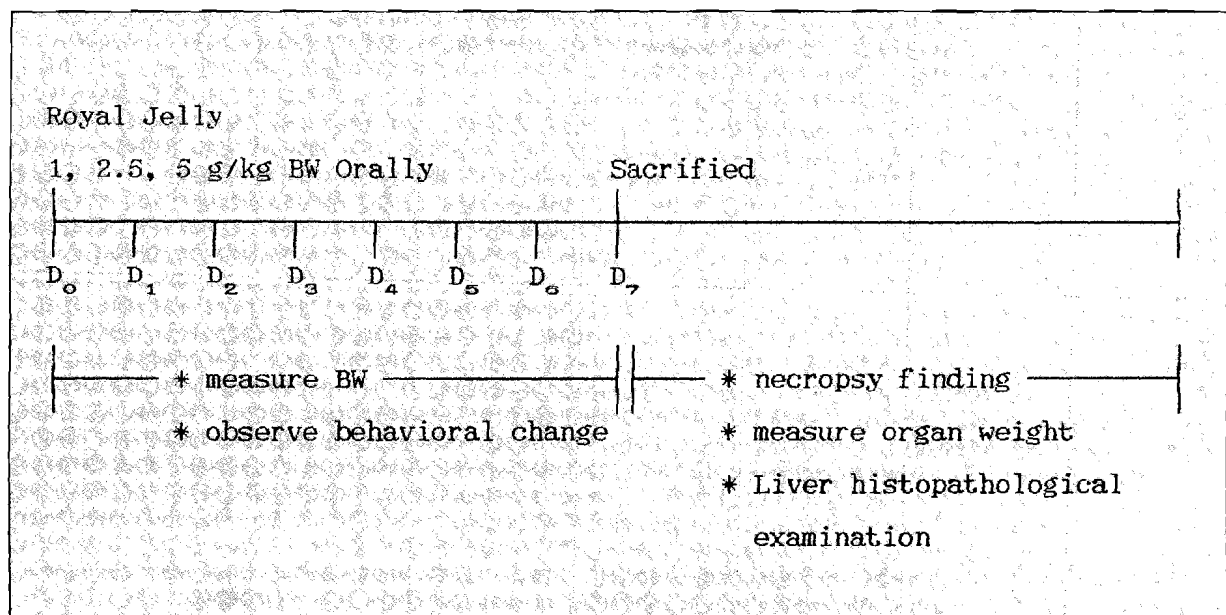 Royal Jelly
1, 2.5, 5 g/kg BW Orally Sacrified
D₀ D₁ D₂ D₃ D₄ D₅ D₆ D₇
* measure BW * necropsy finding
* observe behavioral change * measure organ weight
* Liver histopathological
examination